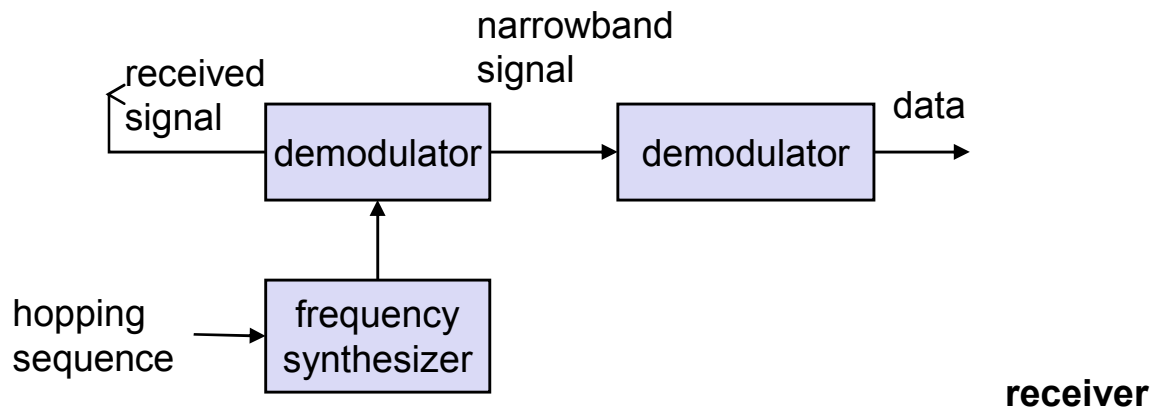 narrowband
signal
received
signal
data
demodulator
demodulator
hopping
sequence
frequency
synthesizer
receiver